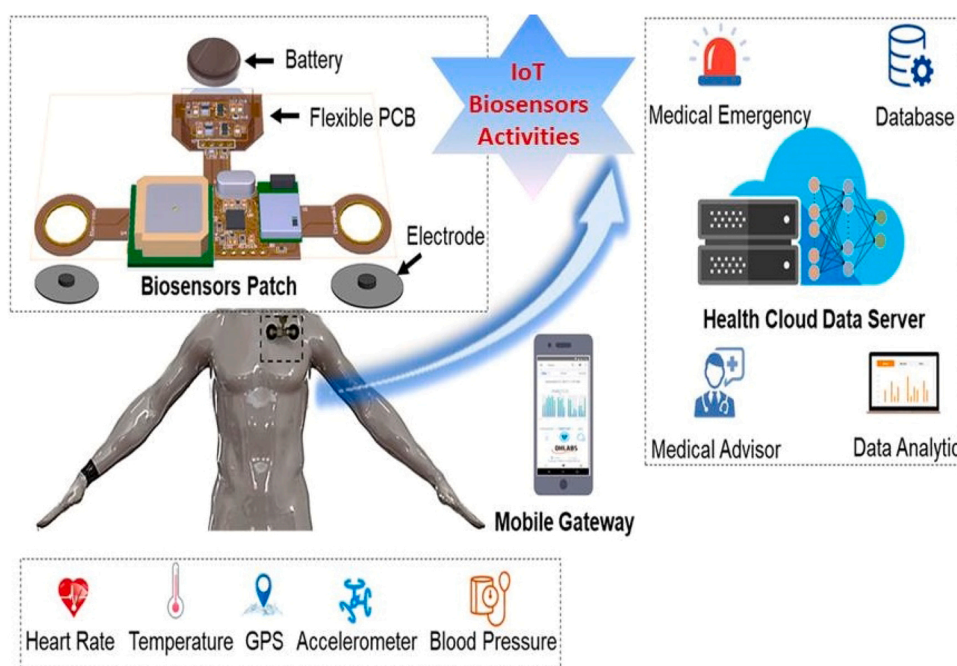 Battery
Flexible PCB
Electrode
Biosensors Patch
IoT
Biosensors
Activities
Medical Emergency
Database
Health Cloud Data Server
Medical Advisor
Data Analytic
DHLABS
Mobile Gateway
Heart Rate
Temperature
GPS
Accelerometer
Blood Pressure